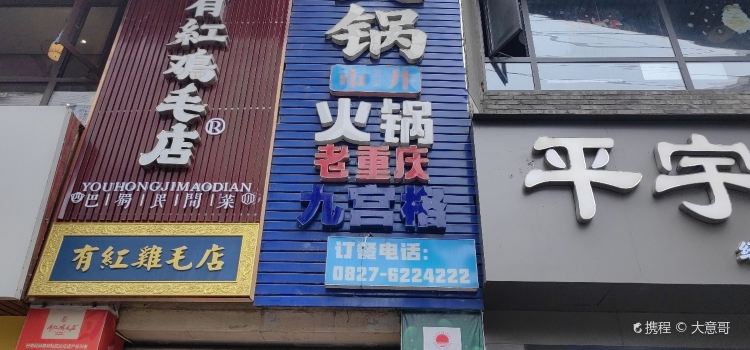 有紅鷄毛店®
YOUHONGJIMAODIAN
四川
巴蜀民間菜
有紅雞毛店
锅
火锅
老重庆
九宫格
订餐电话:
0827-6224222
平宇
携程 © 大意哥